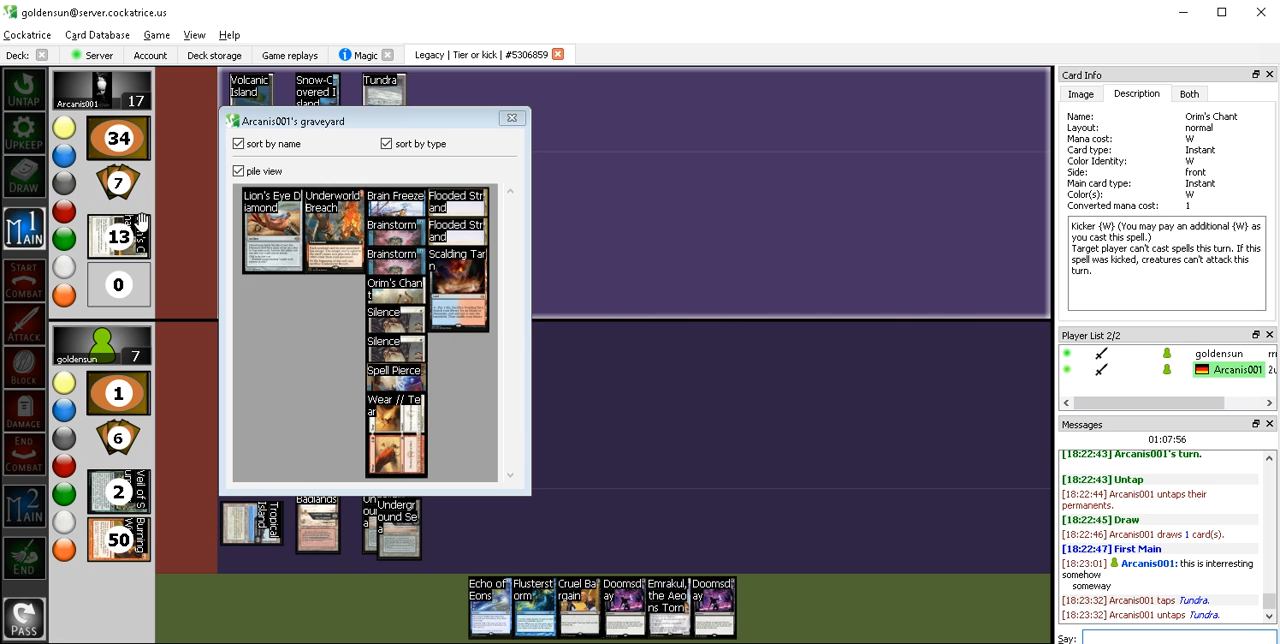 goldensun@server.cockatrice.us
Cockatrice Card Database Game View Help
Deck: Server Account Deck storage Game replays Magic Legacy | Tier or kick | #5306859
UNTAP
UPKEEP
DRAW
M1 MAIN
START COMBAT
ATTACK
BLOCK
DAMAGE
END COMBAT
M2 MAIN
END
PASS
Arcanis001 17
34
7
13
0
goldensun 7
1
6
2
50
Volcanic Island
Snow-Covered Island
Tundra
Arcanis001's graveyard
sort by name sort by type
pile view
Lion's Eye Diamond
Underworld Breach
Brain Freeze
Brainstorm
Brainstorm
Orim's Chant
Silence
Silence
Spell Pierce
Wear // Tear
Flooded Strand
Flooded Strand
Scalding Tarn
Tropical Island
Badlands
Underground Se
Echo of Eons
Flusterstorm
Cruel Bargain
Doomsday
Emrakul, the Aeons Torn
Doomsday
Card Info
Image Description Both
Name: Orim's Chant
Layout: normal
Mana cost: W
Card type: Instant
Color Identity: W
Side: front
Main card type: Instant
Color(s): W
Converted mana cost: 1
Kicker {W} (You may pay an additional {W} as
you cast this spell.)
Target player can't cast spells this turn. If this
spell was kicked, creatures can't attack this
turn.
Player List 2/2
goldensun
Arcanis001
Messages
01:07:56
[18:22:43] Arcanis001's turn.
[18:22:43] Untap
[18:22:44] Arcanis001 untaps their
permanents.
[18:22:45] Draw
[18:22:46] Arcanis001 draws 1 card(s).
[18:22:47] First Main
[18:23:01] Arcanis001: this is interresting
somehow
someway
[18:23:32] Arcanis001 taps Tundra.
[18:23:32] Arcanis001 untaps Tundra.
Say: